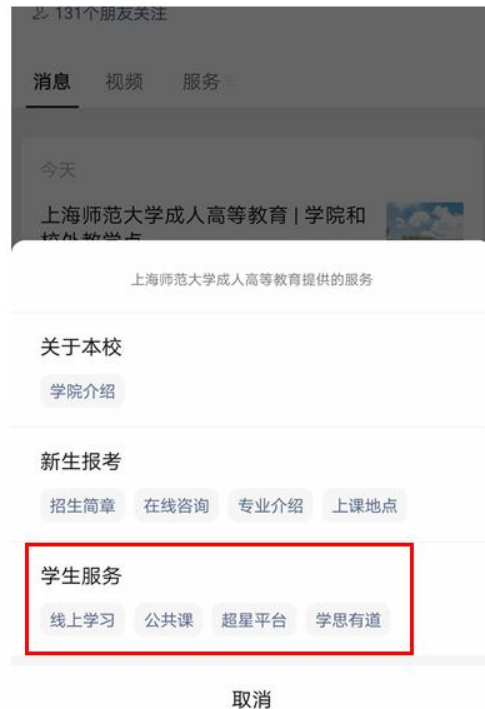 131个朋友关注
消息 视频 服务
今天
上海师范大学成人高等教育 | 学院和
校外教学点
上海师范大学成人高等教育提供的服务
关于本校
学院介绍
新生报考
招生简章 在线咨询 专业介绍 上课地点
学生服务
线上学习 公共课 超星平台 学思有道
取消